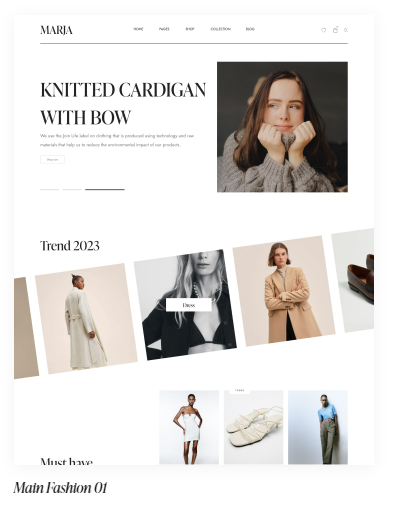 MARJA
HOME PAGES SHOP COLLECTION BLOG
KNITTED CARDIGAN
WITH BOW
We use the Join Life label on clothing that is produced using technology and raw
materials that help us to reduce the environmental impact of our products.
Trend 2023
Dress
Must have
Main Fashion 01